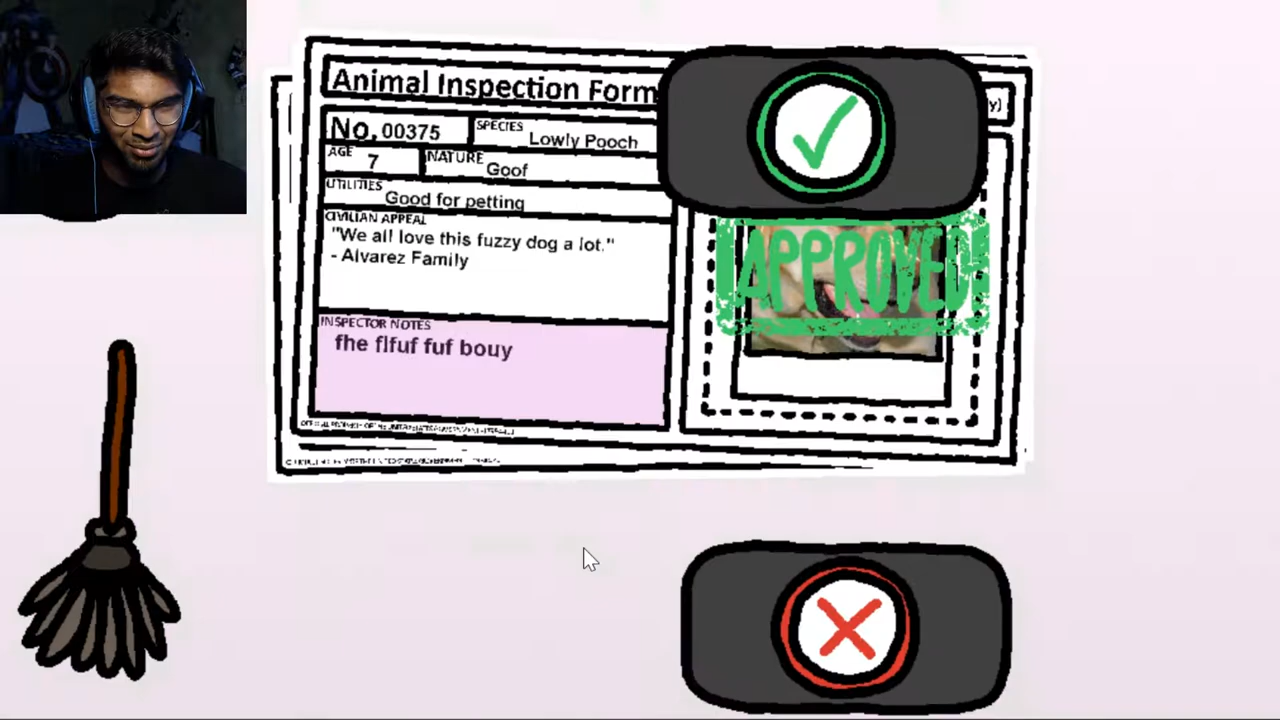 Animal Inspection Form
y)
No. 00375
SPECIES Lowly Pooch
AGE 7
NATURE Goof
UTILITIES Good for petting
CIVILIAN APPEAL
"We all love this fuzzy dog a lot."
- Alvarez Family
INSPECTOR NOTES
fhe flfuf fuf bouy
APPROVED